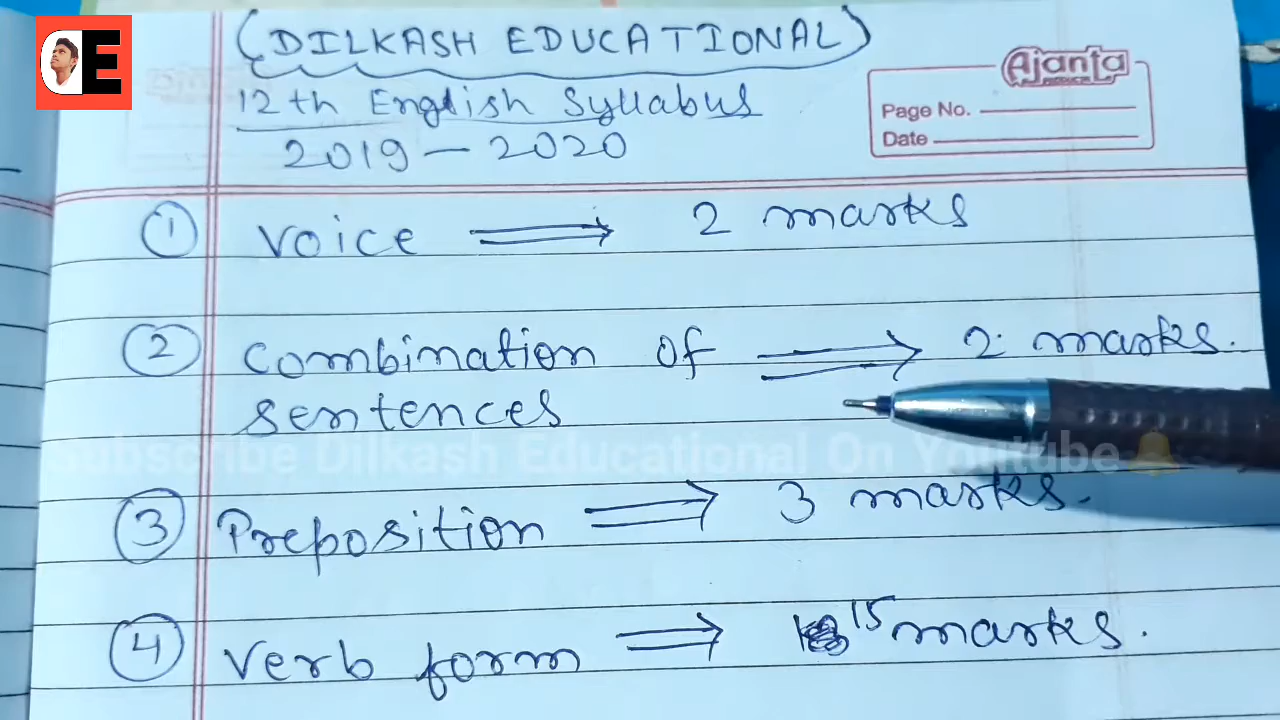 DE
(DILKASH EDUCATIONAL)
12th English Syllabus
2019 - 2020
Ajanta
Page No.
Date
① Voice ⟹ 2 marks
② Combination of ⟹ 2 marks.
sentences
Subscribe Dilkash Educational On Youtube
③ Preposition ⟹ 3 marks.
④ Verb form ⟹ 15 marks.